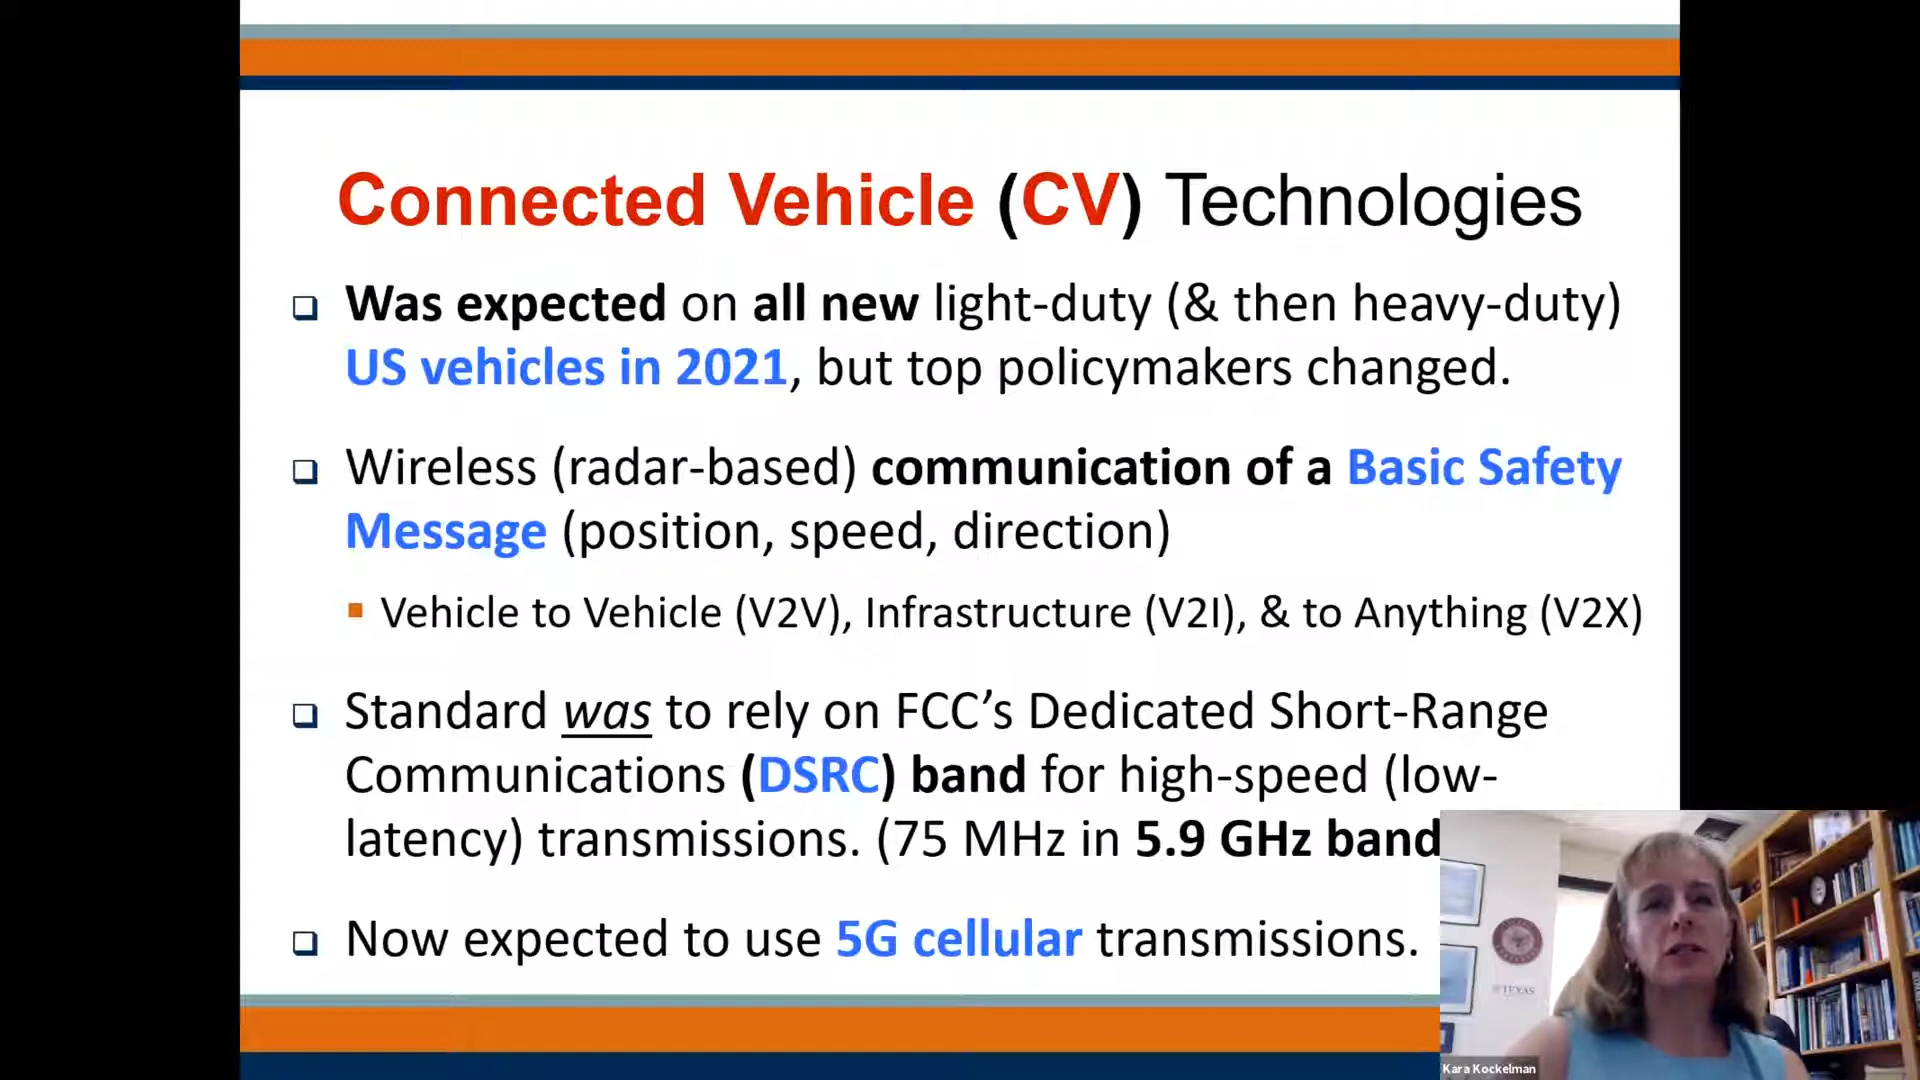 Connected Vehicle (CV) Technologies
Was expected on all new light-duty (& then heavy-duty)
US vehicles in 2021, but top policymakers changed.
Wireless (radar-based) communication of a Basic Safety
Message (position, speed, direction)
Vehicle to Vehicle (V2V), Infrastructure (V2I), & to Anything (V2X)
Standard was to rely on FCC’s Dedicated Short-Range
Communications (DSRC) band for high-speed (low-
latency) transmissions. (75 MHz in 5.9 GHz band
Now expected to use 5G cellular transmissions.
TEXAS
Kara Kockelman